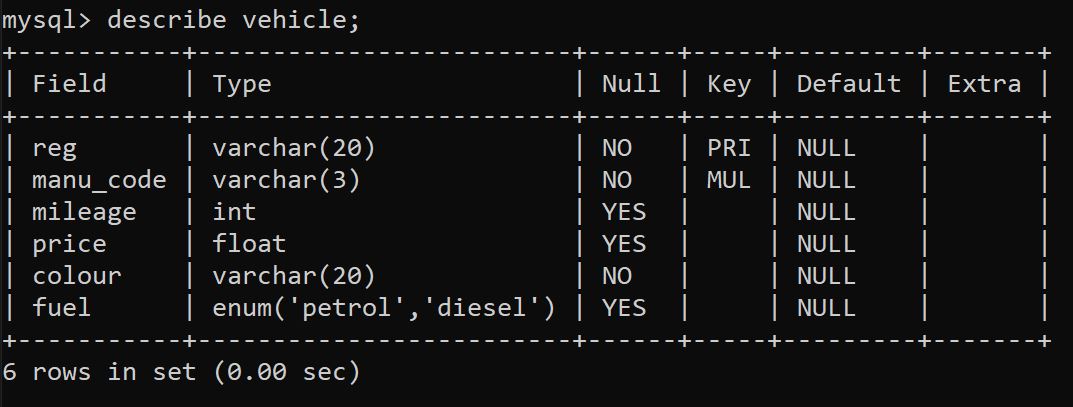 mysql> describe vehicle;
+-----------+-------------------------+------+-----+---------+-------+
| Field     | Type                    | Null | Key | Default | Extra |
+-----------+-------------------------+------+-----+---------+-------+
| reg       | varchar(20)             | NO   | PRI | NULL    |       |
| manu_code | varchar(3)              | NO   | MUL | NULL    |       |
| mileage   | int                     | YES  |     | NULL    |       |
| price     | float                   | YES  |     | NULL    |       |
| colour    | varchar(20)             | NO   |     | NULL    |       |
| fuel      | enum('petrol','diesel') | YES  |     | NULL    |       |
+-----------+-------------------------+------+-----+---------+-------+
6 rows in set (0.00 sec)